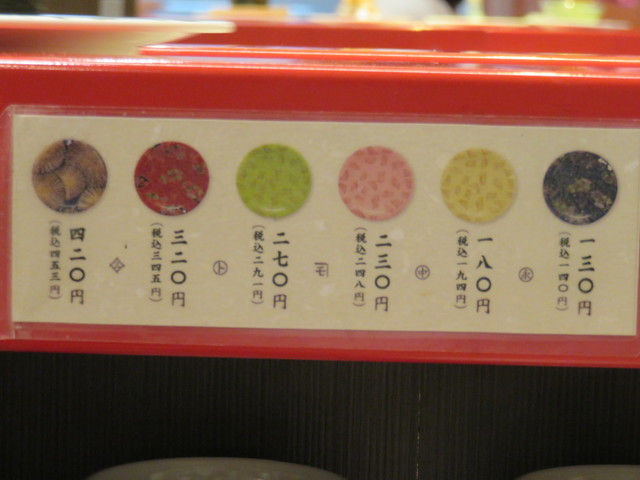 一三〇円
(税込一四〇円)
一八〇円
(税込一九四円)
二三〇円
(税込二四八円)
二七〇円
(税込二九一円)
三二〇円
(税込三四五円)
四二〇円
(税込四五三円)